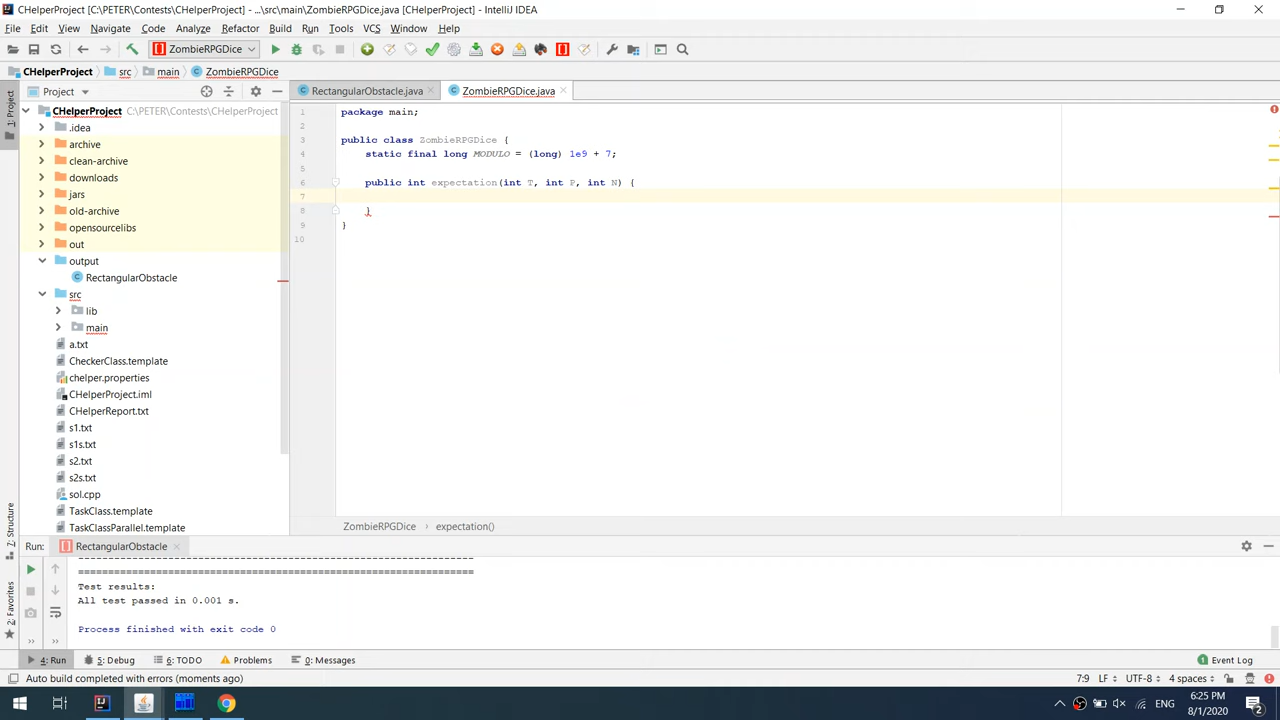 CHelperProject [C:\PETER\Contests\CHelperProject] - ...\src\main\ZombieRPGDice.java [CHelperProject] - IntelliJ IDEA
File Edit View Navigate Code Analyze Refactor Build Run Tools VCS Window Help
ZombieRPGDice
CHelperProject src main ZombieRPGDice
1: Project
Project
RectangularObstacle.java
ZombieRPGDice.java
CHelperProject C:\PETER\Contests\CHelperProject
.idea
archive
clean-archive
downloads
jars
old-archive
opensourcelibs
out
output
RectangularObstacle
src
lib
main
a.txt
CheckerClass.template
chelper.properties
CHelperProject.iml
CHelperReport.txt
s1.txt
s1s.txt
s2.txt
s2s.txt
sol.cpp
TaskClass.template
TaskClassParallel.template
1 package main;
2
3 public class ZombieRPGDice {
4 static final long MODULO = (long) 1e9 + 7;
5
6 public int expectation(int T, int P, int N) {
7
8 }
9 }
10
ZombieRPGDice expectation()
Z: Structure
2: Favorites
Run: RectangularObstacle
==================================================================
==================================================================
Test results:
All test passed in 0.001 s.
Process finished with exit code 0
4: Run 5: Debug 6: TODO Problems 0: Messages 1 Event Log
Auto build completed with errors (moments ago) 7:9 LF UTF-8 4 spaces
ENG
6:25 PM
8/1/2020
2